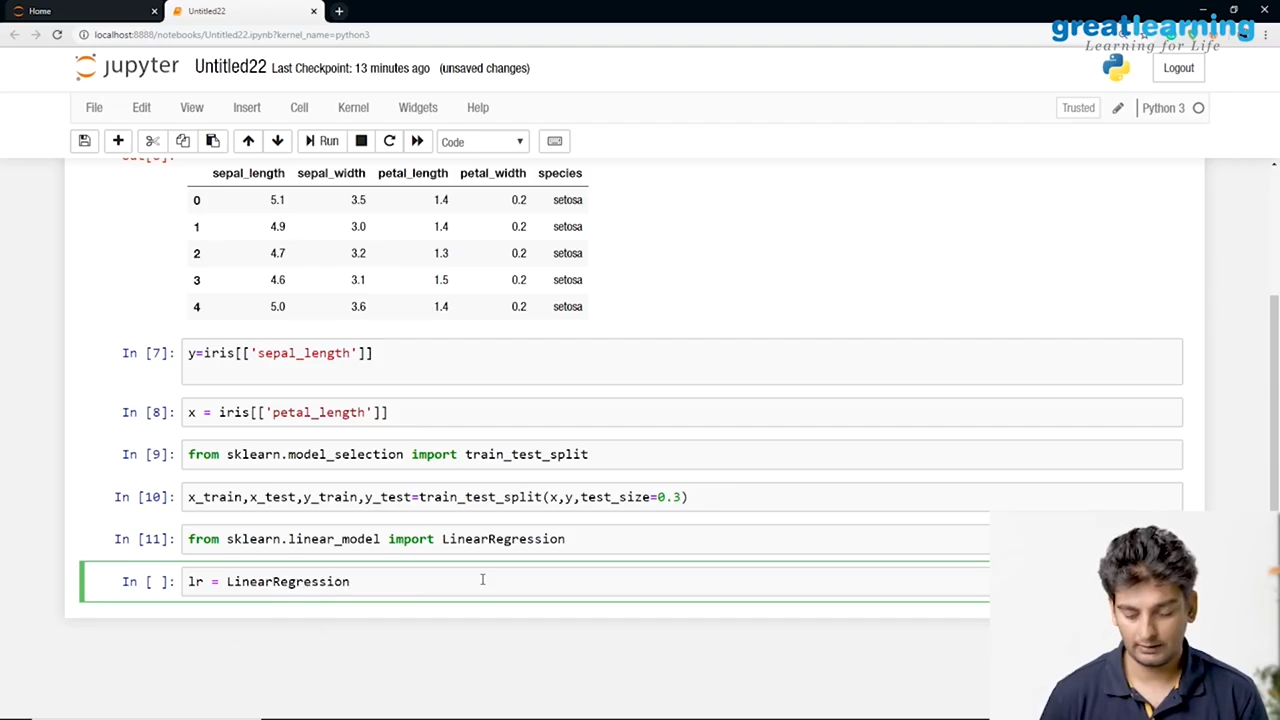 Home
Untitled22
localhost:8888/notebooks/Untitled22.ipynb?kernel_name=python3
greatlearning
Learning for Life
jupyter Untitled22 Last Checkpoint: 13 minutes ago (unsaved changes)
Logout
File Edit View Insert Cell Kernel Widgets Help
Trusted Python 3
Run Code
sepal_length sepal_width petal_length petal_width species
0 5.1 3.5 1.4 0.2 setosa
1 4.9 3.0 1.4 0.2 setosa
2 4.7 3.2 1.3 0.2 setosa
3 4.6 3.1 1.5 0.2 setosa
4 5.0 3.6 1.4 0.2 setosa
In [7]: y=iris[['sepal_length']]
In [8]: x = iris[['petal_length']]
In [9]: from sklearn.model_selection import train_test_split
In [10]: x_train,x_test,y_train,y_test=train_test_split(x,y,test_size=0.3)
In [11]: from sklearn.linear_model import LinearRegression
In [ ]: lr = LinearRegression